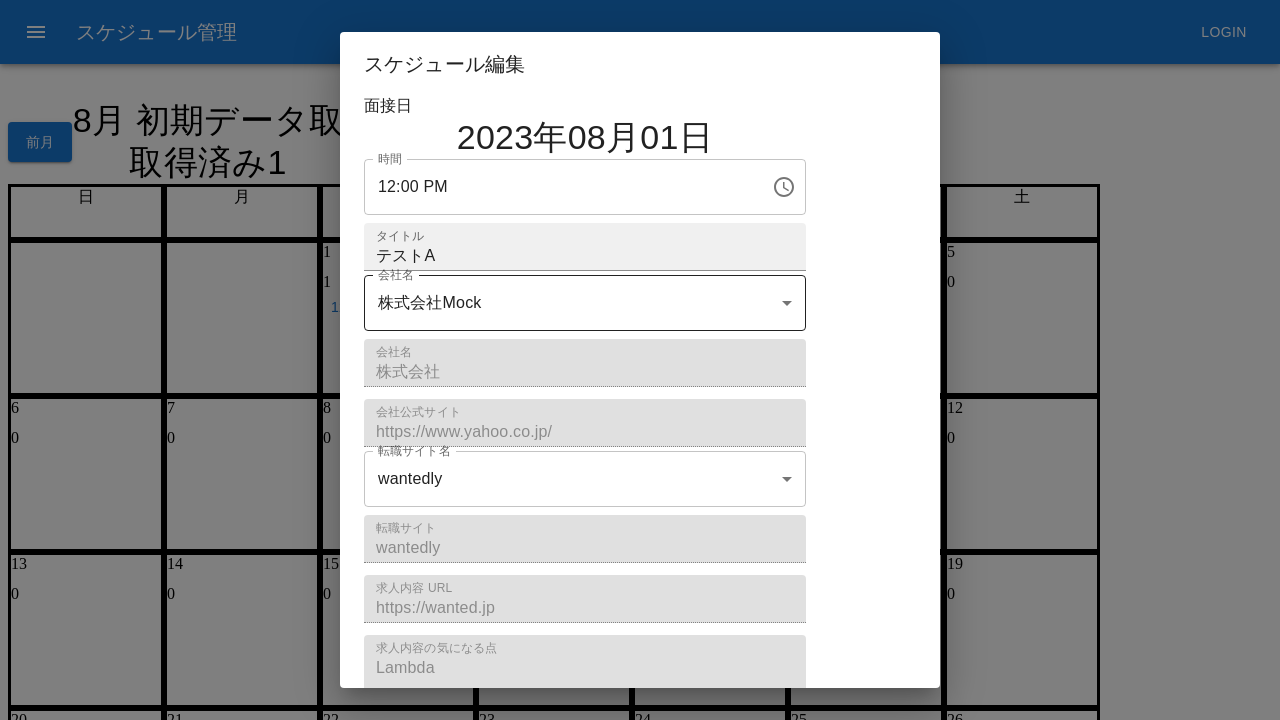 スケジュール管理
LOGIN
スケジュール編集
面接日
2023年08月01日
時間
12:00 PM
タイトル
テストA
会社名
株式会社Mock
会社名
株式会社
会社公式サイト
https://www.yahoo.co.jp/
転職サイト名
wantedly
転職サイト
wantedly
求人内容 URL
https://wanted.jp
求人内容の気になる点
Lambda
前月
8月 初期データ取
取得済み1
日
月
土
1
1
1
5
0
6
0
7
0
8
0
12
0
13
0
14
0
15
0
19
0
20
21
22
23
24
25
26